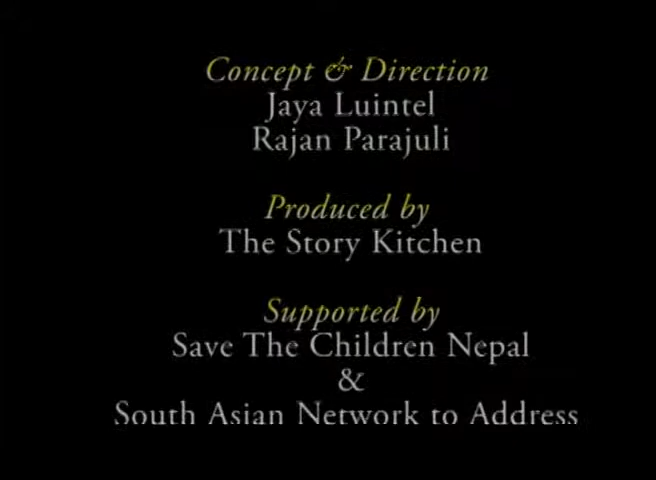 Concept & Direction
Jaya Luintel
Rajan Parajuli
Produced by
The Story Kitchen
Supported by
Save The Children Nepal
&
South Asian Network to Address